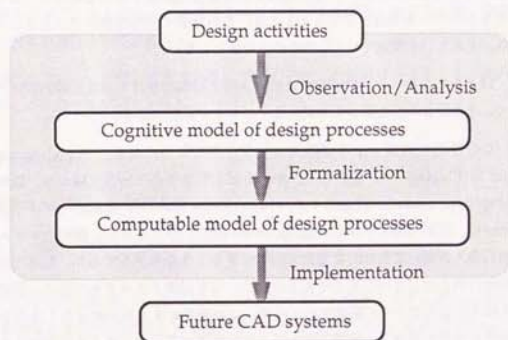 Design activities
Observation/Analysis
Cognitive model of design processes
Formalization
Computable model of design processes
Implementation
Future CAD systems